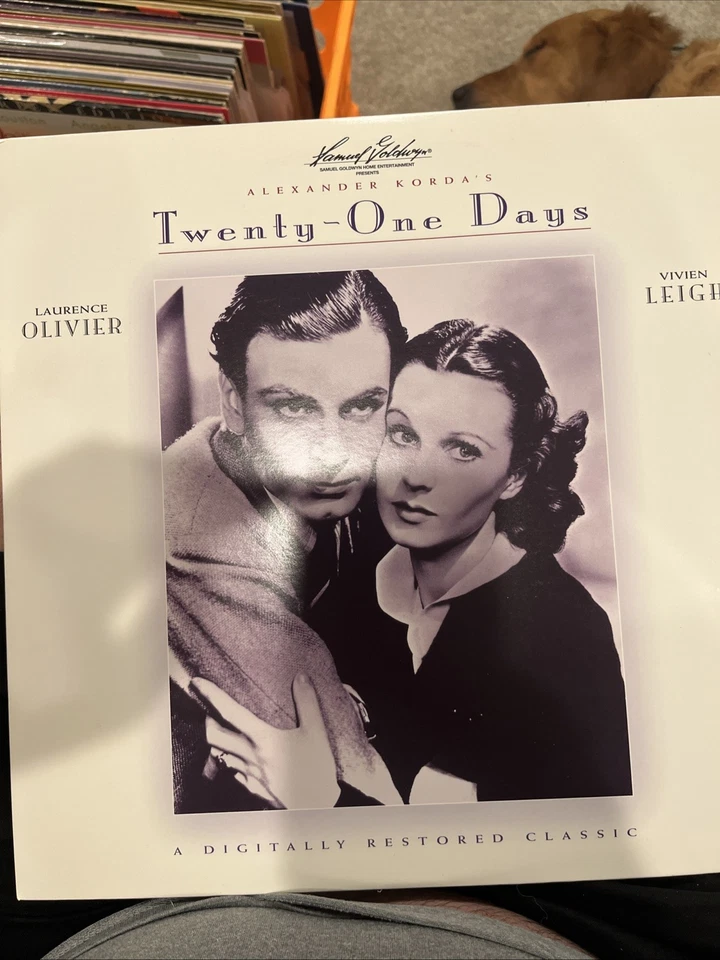 Samuel Goldwyn®
SAMUEL GOLDWYN HOME ENTERTAINMENT
PRESENTS
ALEXANDER KORDA'S
Twenty-One Days
LAURENCE
OLIVIER
VIVIEN
LEIGH
A DIGITALLY RESTORED CLASSIC